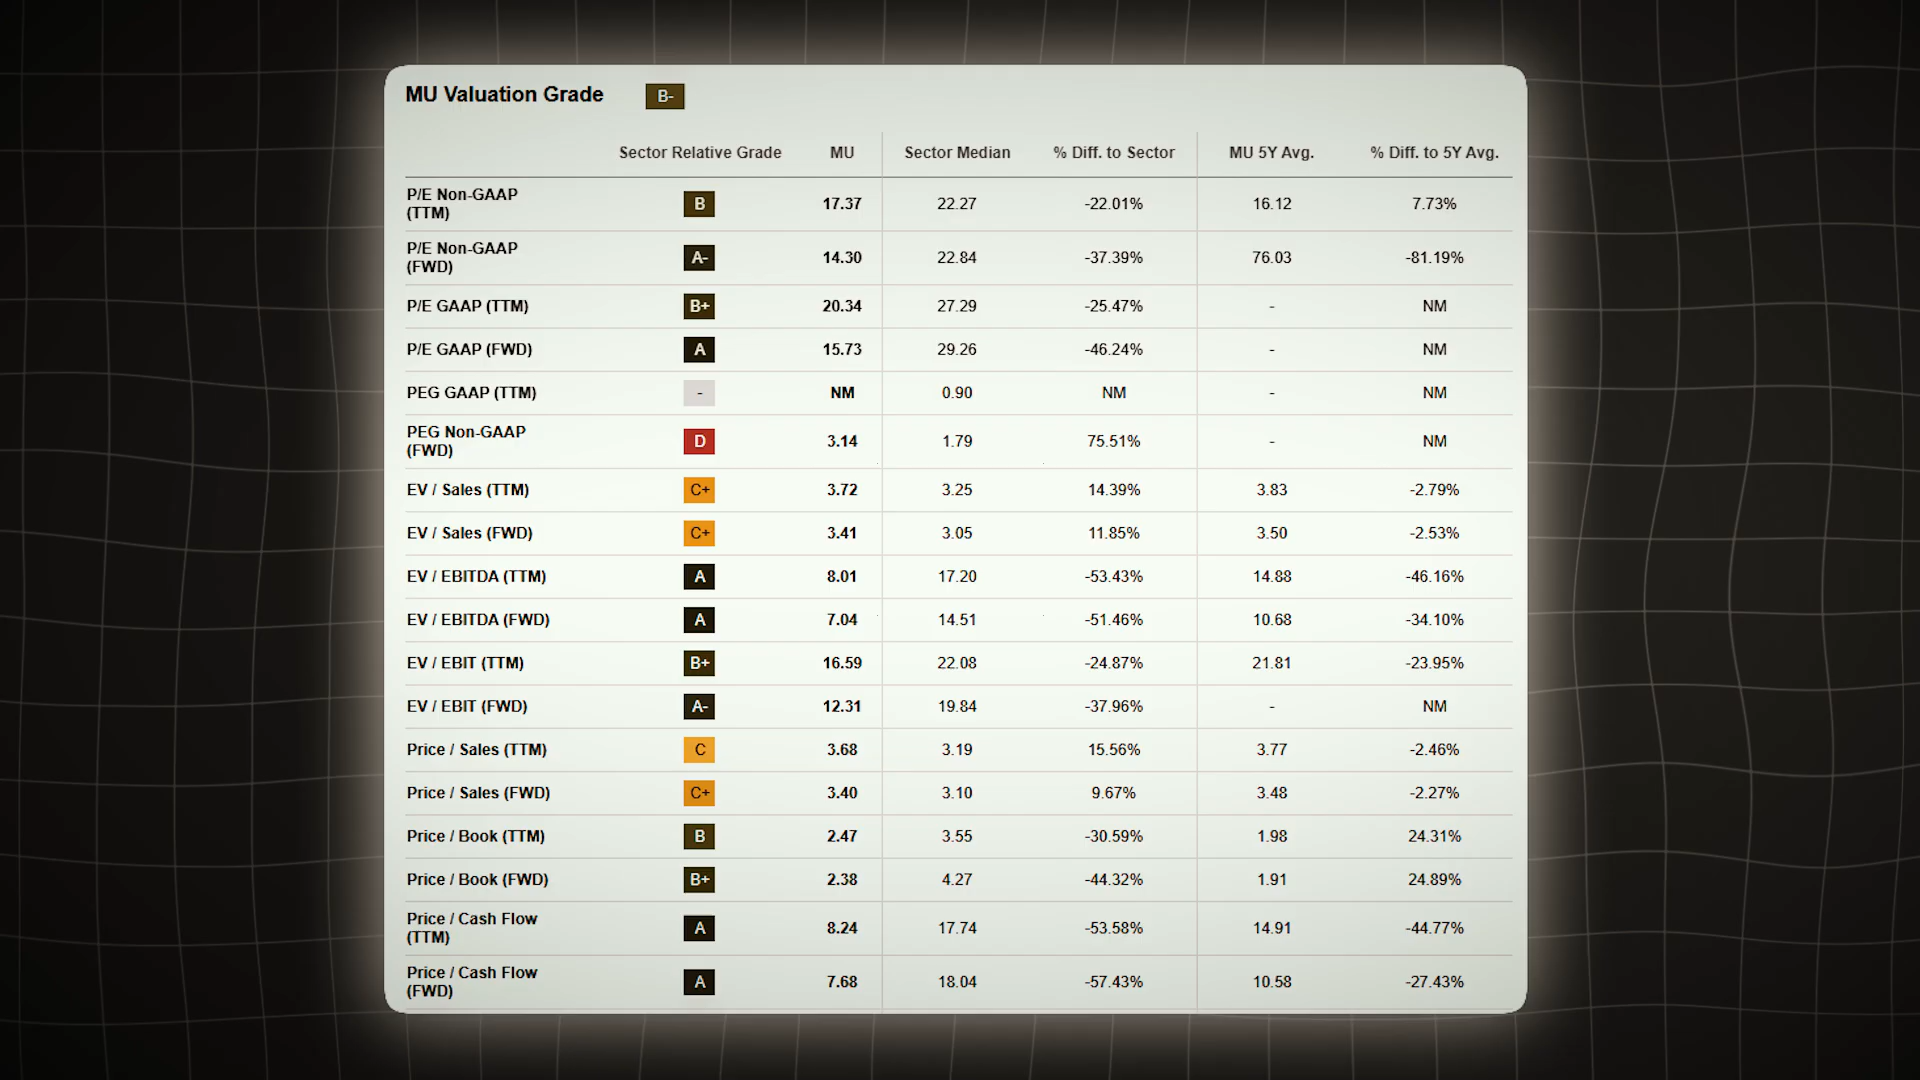 MU Valuation Grade B-
Sector Relative Grade MU Sector Median % Diff. to Sector MU 5Y Avg. % Diff. to 5Y Avg.
P/E Non-GAAP
(TTM) B 17.37 22.27 -22.01% 16.12 7.73%
P/E Non-GAAP
(FWD) A- 14.30 22.84 -37.39% 76.03 -81.19%
P/E GAAP (TTM) B+ 20.34 27.29 -25.47% - NM
P/E GAAP (FWD) A 15.73 29.26 -46.24% - NM
PEG GAAP (TTM) - NM 0.90 NM - NM
PEG Non-GAAP
(FWD) D 3.14 1.79 75.51% - NM
EV / Sales (TTM) C+ 3.72 3.25 14.39% 3.83 -2.79%
EV / Sales (FWD) C+ 3.41 3.05 11.85% 3.50 -2.53%
EV / EBITDA (TTM) A 8.01 17.20 -53.43% 14.88 -46.16%
EV / EBITDA (FWD) A 7.04 14.51 -51.46% 10.68 -34.10%
EV / EBIT (TTM) B+ 16.59 22.08 -24.87% 21.81 -23.95%
EV / EBIT (FWD) A- 12.31 19.84 -37.96% - NM
Price / Sales (TTM) C 3.68 3.19 15.56% 3.77 -2.46%
Price / Sales (FWD) C+ 3.40 3.10 9.67% 3.48 -2.27%
Price / Book (TTM) B 2.47 3.55 -30.59% 1.98 24.31%
Price / Book (FWD) B+ 2.38 4.27 -44.32% 1.91 24.89%
Price / Cash Flow
(TTM) A 8.24 17.74 -53.58% 14.91 -44.77%
Price / Cash Flow
(FWD) A 7.68 18.04 -57.43% 10.58 -27.43%